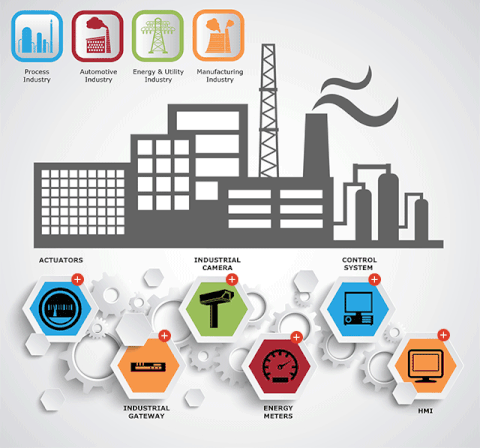 Process
Industry
Automotive
Industry
Energy & Utility
Industry
Manufacturing
Industry
ACTUATORS
INDUSTRIAL
CAMERA
CONTROL
SYSTEM
INDUSTRIAL
GATEWAY
ENERGY
METERS
HMI